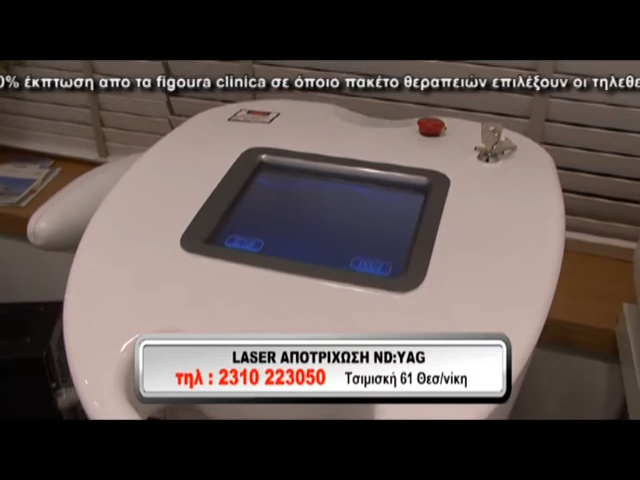 0% έκπτωση απο τα figoura clinica σε όποιο πακέτο θεραπειών επιλέξουν οι τηλεθε
LASER ΑΠΟΤΡΙΧΩΣΗ ND:YAG
τηλ : 2310 223050 Τσιμισκή 61 Θεσ/νίκη